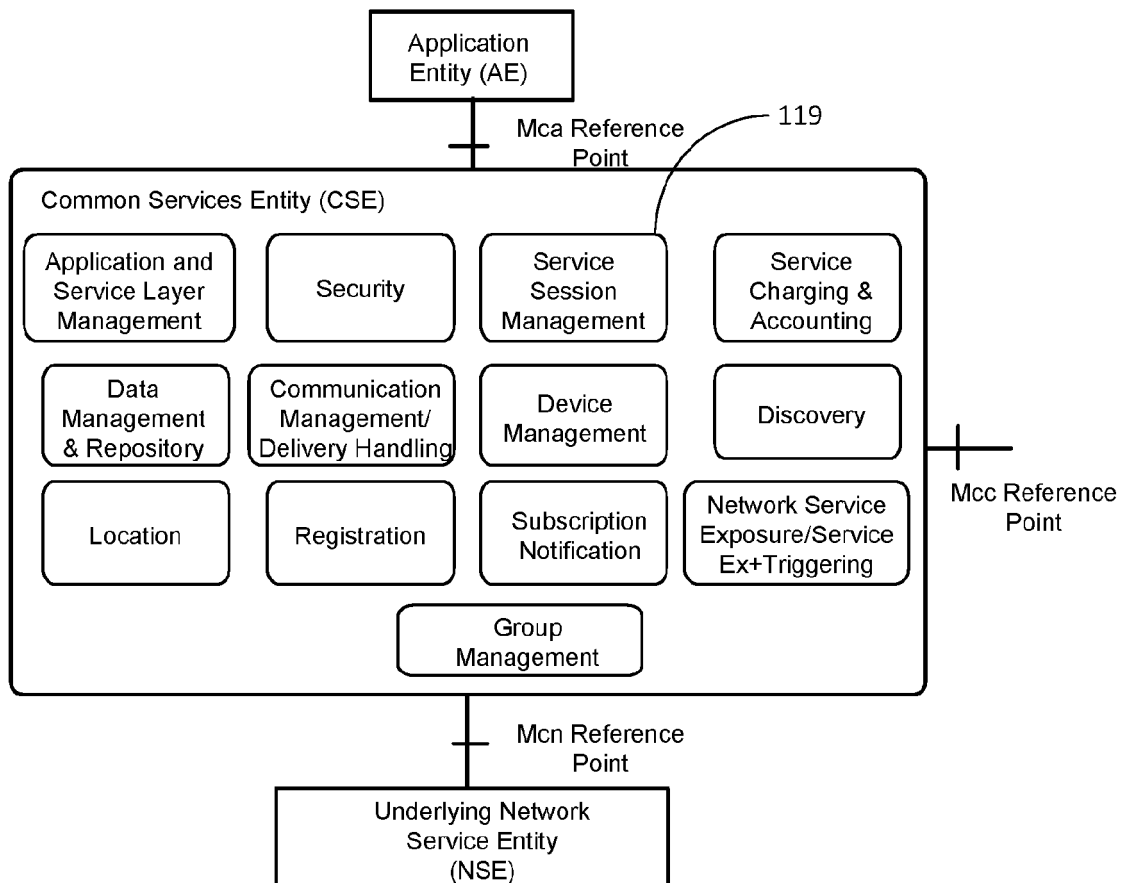 Application
Entity (AE)
Mca Reference
Point
119
Common Services Entity (CSE)
Application and
Service Layer
Management
Security
Service
Session
Management
Service
Charging &
Accounting
Data
Management
& Repository
Communication
Management/
Delivery Handling
Device
Management
Discovery
Mcc Reference
Point
Location
Registration
Subscription
Notification
Network Service
Exposure/Service
Ex+Triggering
Group
Management
Mcn Reference
Point
Underlying Network
Service Entity
(NSE)